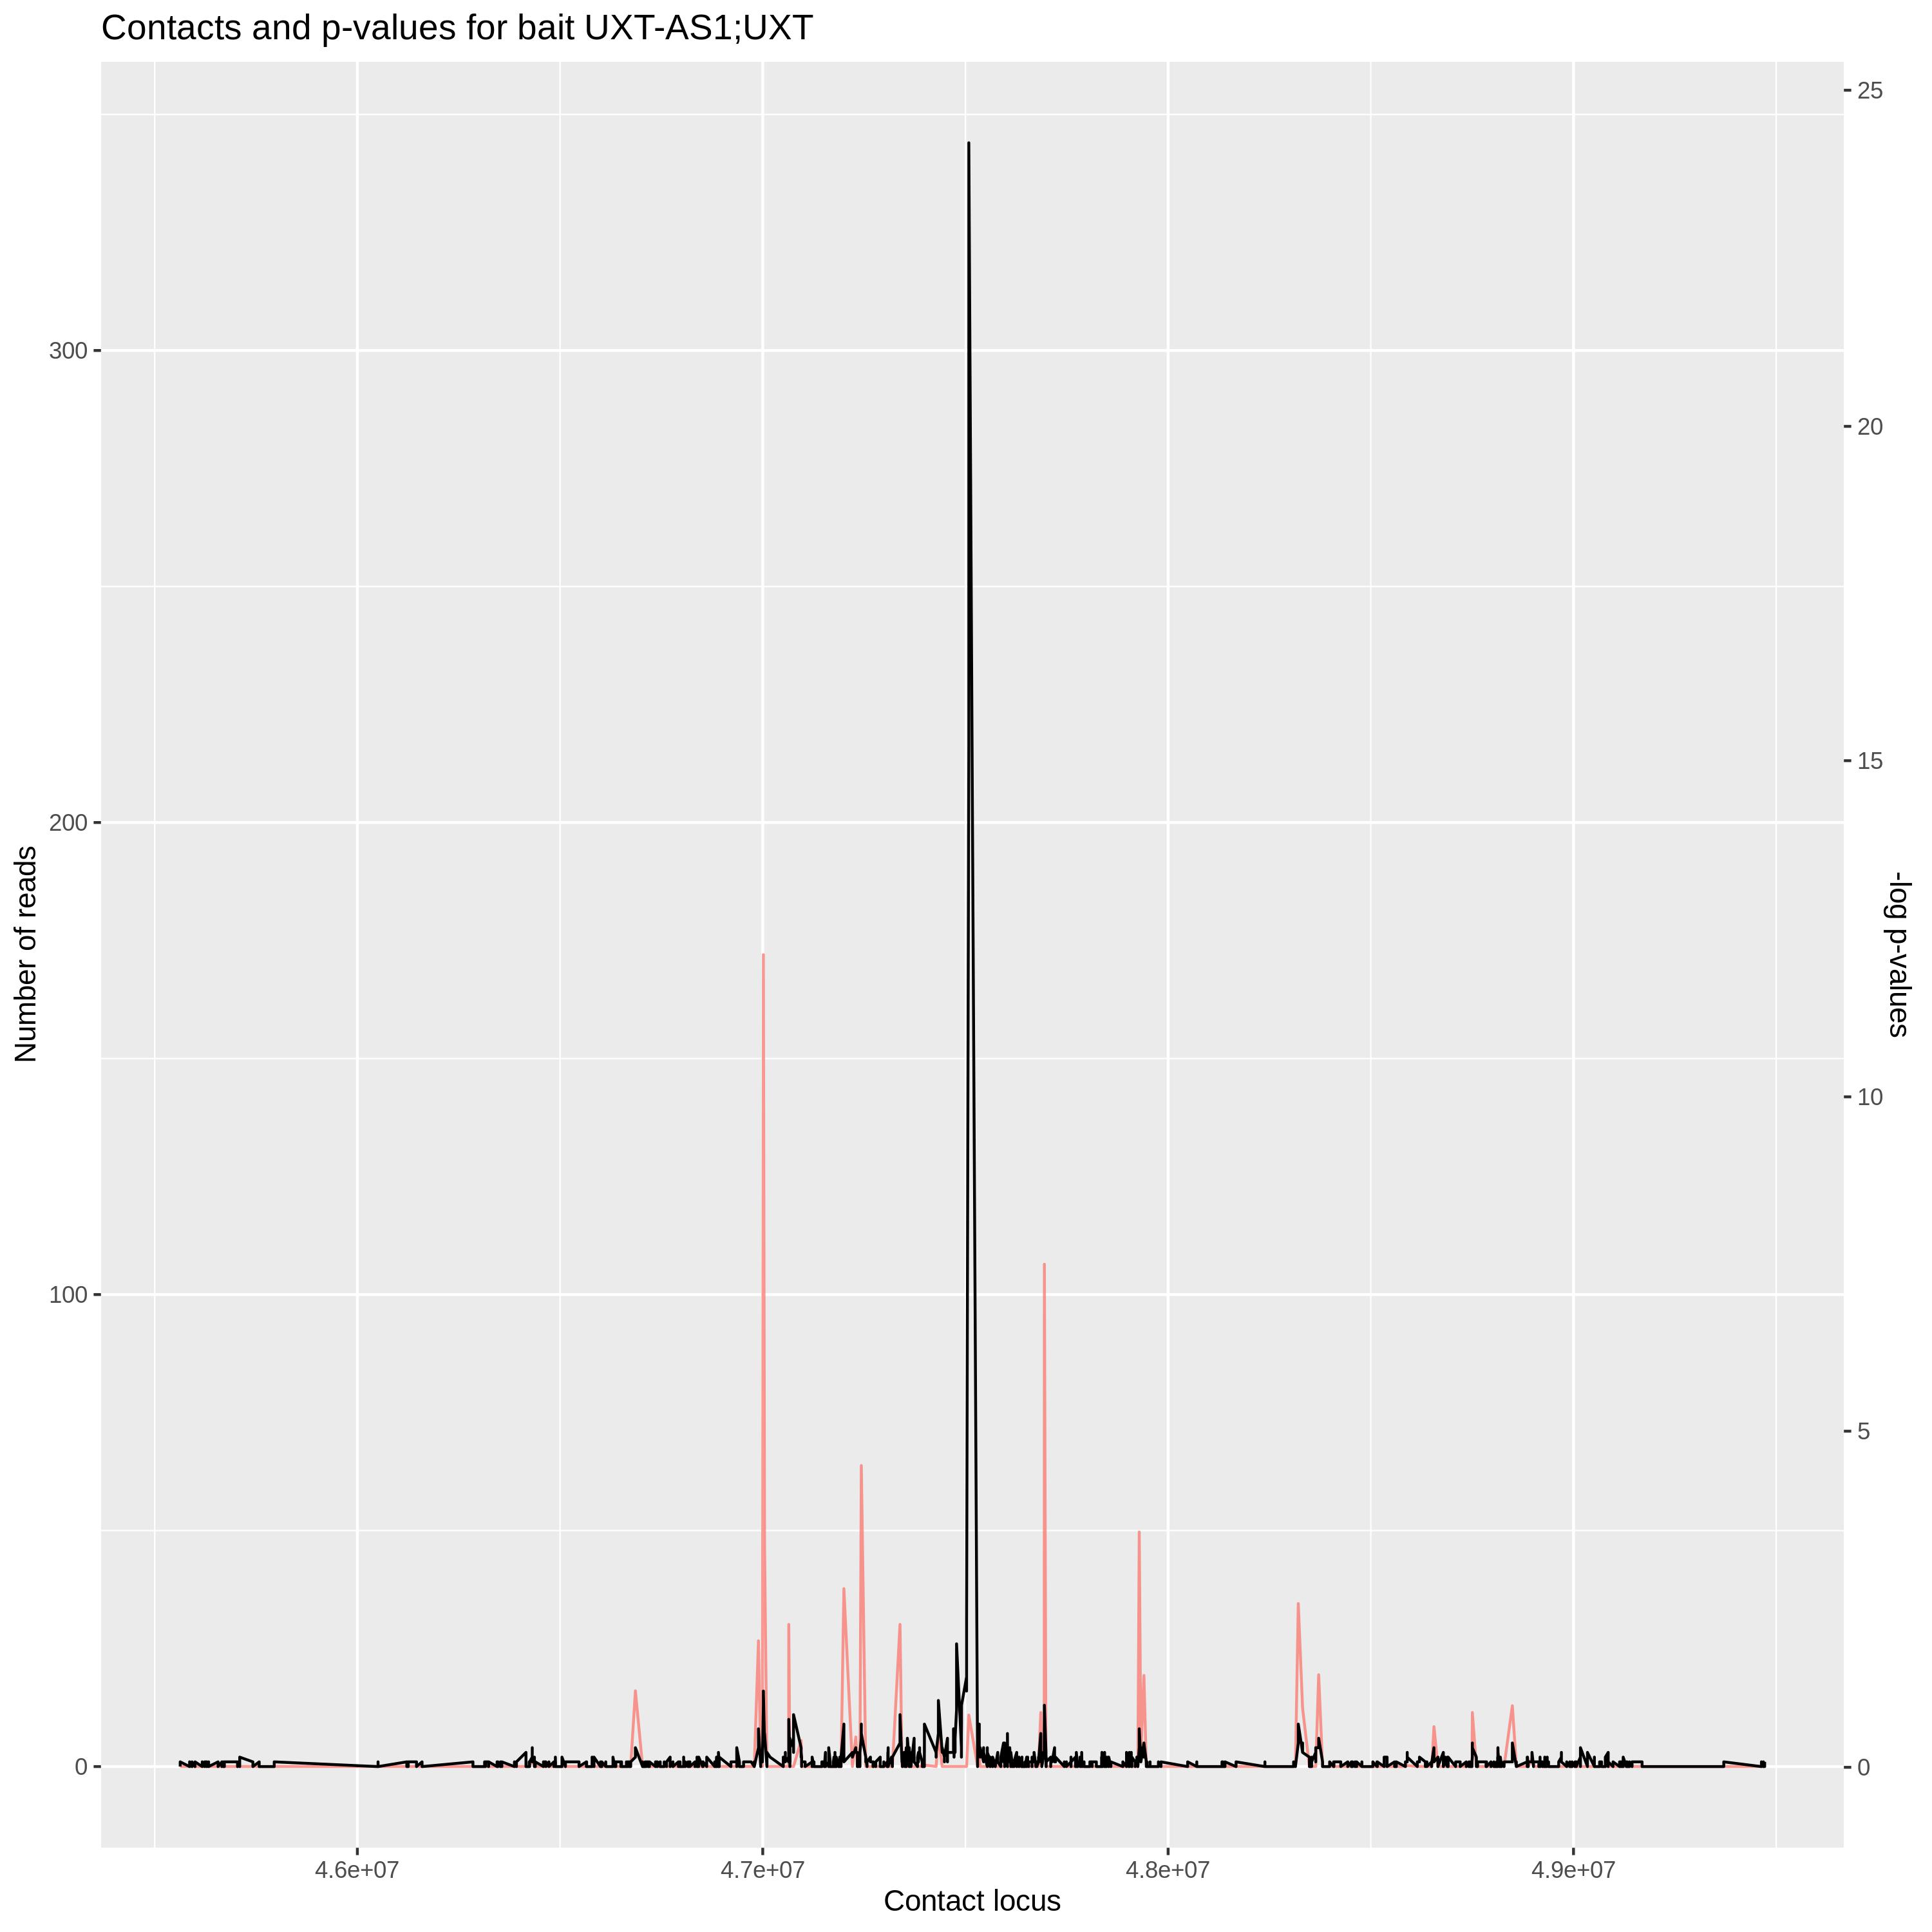 Contacts and p-values for bait UXT-AS1;UXT
Number of reads
300
200
100
0
25
20
15
10
5
0
-log p-values
4.6e+07
4.7e+07
4.8e+07
4.9e+07
Contact locus